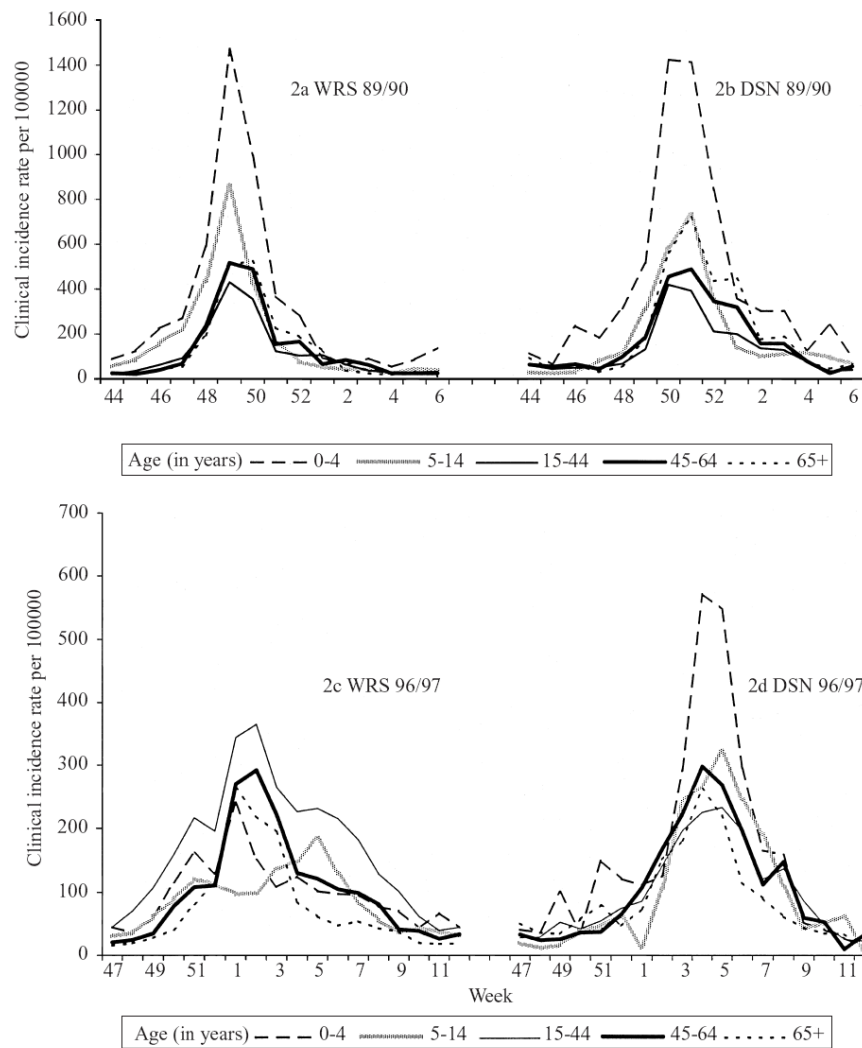 1600
1400
1200
1000
800
600
400
200
0
Clinical incidence rate per 100000
2a WRS 89/90
2b DSN 89/90
44 46 48 50 52 2 4 6 44 46 48 50 52 2 4 6
Age (in years) 0-4 5-14 15-44 45-64 65+
700
600
500
400
300
200
100
0
Clinical incidence rate per 100000
2c WRS 96/97
2d DSN 96/97
47 49 51 1 3 5 7 9 11 47 49 51 1 3 5 7 9 11
Week
Age (in years) 0-4 5-14 15-44 45-64 65+